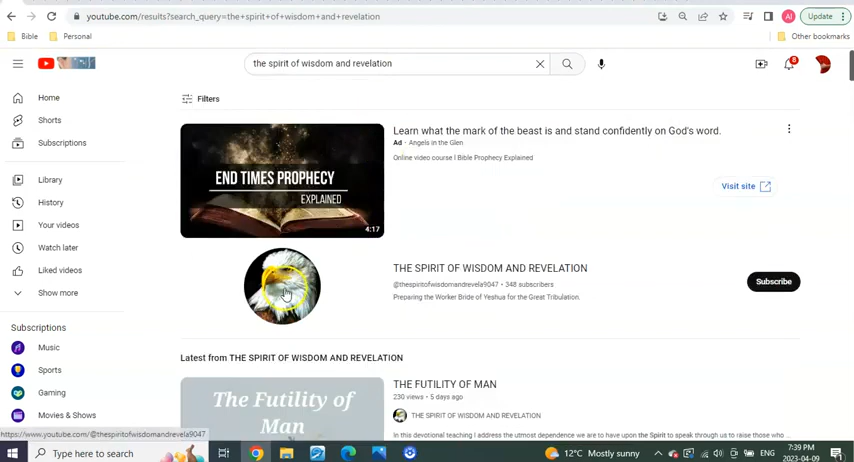 youtube.com/results?search_query=the+spirit+of+wisdom+and+revelation
AI
Update
Bible
Personal
Other bookmarks
the spirit of wisdom and revelation
8
Home
Shorts
Subscriptions
Library
History
Your videos
Watch later
Liked videos
Show more
Subscriptions
Music
Sports
Gaming
Movies & Shows
Filters
END TIMES PROPHECY
EXPLAINED
4:17
Learn what the mark of the beast is and stand confidently on God's word.
Ad · Angels in the Glen
Online video course | Bible Prophecy Explained
Visit site
THE SPIRIT OF WISDOM AND REVELATION
@thespiritofwisdomandrevela9047 • 348 subscribers
Preparing the Worker Bride of Yeshua for the Great Tribulation.
Subscribe
Latest from THE SPIRIT OF WISDOM AND REVELATION
The Futility of
Man
THE FUTILITY OF MAN
230 views • 5 days ago
THE SPIRIT OF WISDOM AND REVELATION
In this devotional teaching I address the utmost dependence we are to have upon the Spirit to speak through us to raise those who ...
https://www.youtube.com/@thespiritofwisdomandrevela9047
Type here to search
12°C Mostly sunny
ENG
7:39 PM
2023-04-09